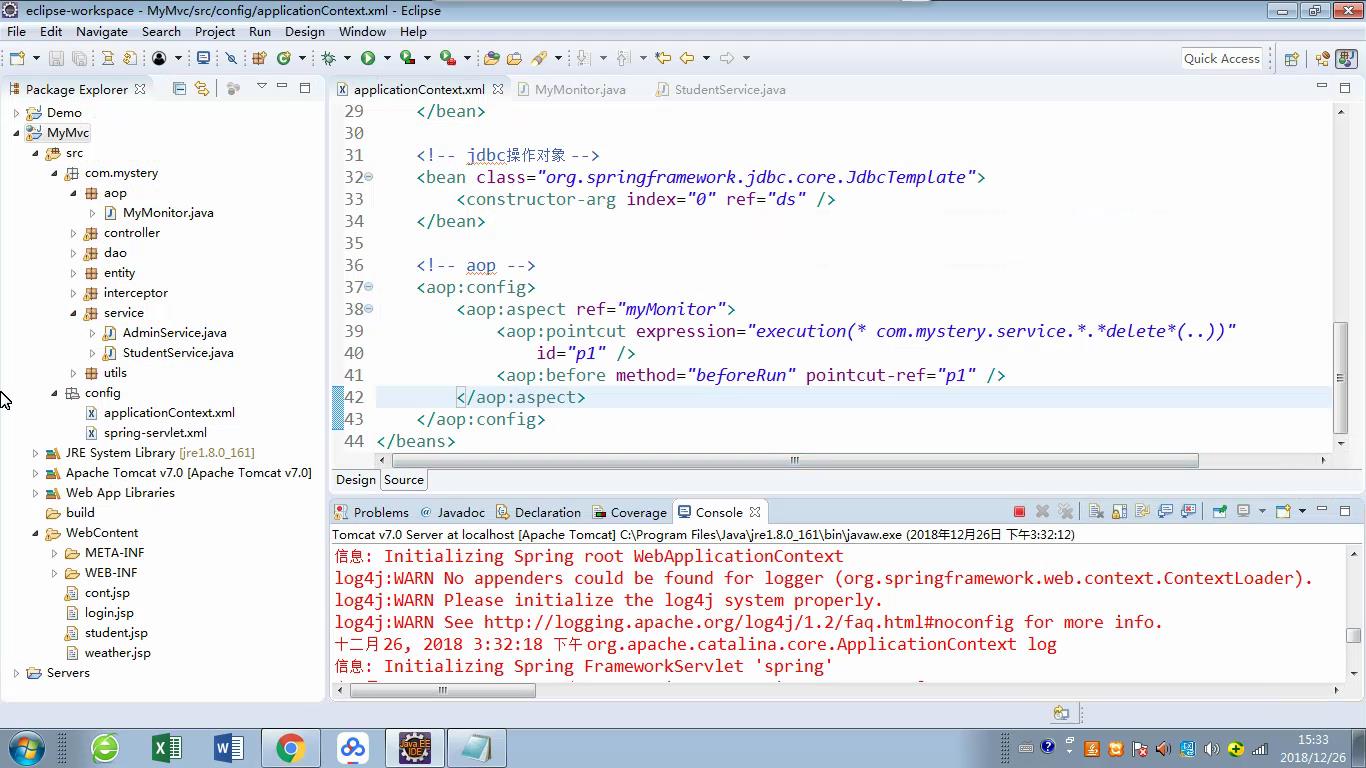 eclipse-workspace - MyMvc/src/config/applicationContext.xml - Eclipse
File Edit Navigate Search Project Run Design Window Help
Quick Access
Package Explorer
Demo
MyMvc
src
com.mystery
aop
MyMonitor.java
controller
dao
entity
interceptor
service
AdminService.java
StudentService.java
utils
config
applicationContext.xml
spring-servlet.xml
JRE System Library [jre1.8.0_161]
Apache Tomcat v7.0 [Apache Tomcat v7.0]
Web App Libraries
build
WebContent
META-INF
WEB-INF
cont.jsp
login.jsp
student.jsp
weather.jsp
Servers
applicationContext.xml MyMonitor.java StudentService.java
29 </bean>
30
31 <!-- jdbc操作对象 -->
32 <bean class="org.springframework.jdbc.core.JdbcTemplate">
33 <constructor-arg index="0" ref="ds" />
34 </bean>
35
36 <!-- aop -->
37 <aop:config>
38 <aop:aspect ref="myMonitor">
39 <aop:pointcut expression="execution(* com.mystery.service.*.*delete*(..))"
40 id="p1" />
41 <aop:before method="beforeRun" pointcut-ref="p1" />
42 </aop:aspect>
43 </aop:config>
44 </beans>
Design Source
Problems @ Javadoc Declaration Coverage Console
Tomcat v7.0 Server at localhost [Apache Tomcat] C:\Program Files\Java\jre1.8.0_161\bin\javaw.exe (2018年12月26日 下午3:32:12)
信息: Initializing Spring root WebApplicationContext
log4j:WARN No appenders could be found for logger (org.springframework.web.context.ContextLoader).
log4j:WARN Please initialize the log4j system properly.
log4j:WARN See http://logging.apache.org/log4j/1.2/faq.html#noconfig for more info.
十二月 26, 2018 3:32:18 下午 org.apache.catalina.core.ApplicationContext log
信息: Initializing Spring FrameworkServlet 'spring'
Java EE
IDE
15:33
2018/12/26